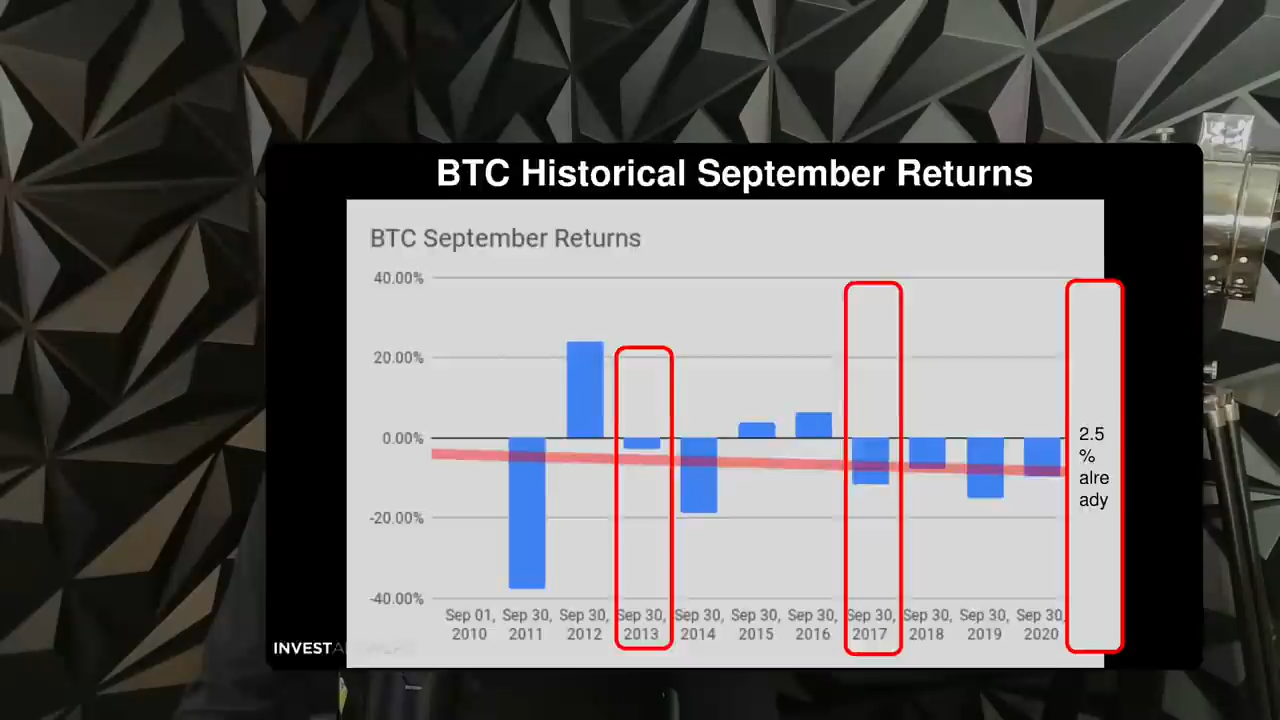 BTC Historical September Returns
BTC September Returns
40.00%
20.00%
0.00%
-20.00%
-40.00%
Sep 01, 2010
Sep 30, 2011
Sep 30, 2012
Sep 30, 2013
Sep 30, 2014
Sep 30, 2015
Sep 30, 2016
Sep 30, 2017
Sep 30, 2018
Sep 30, 2019
Sep 30, 2020
2.5
%
alre
ady
INVESTA